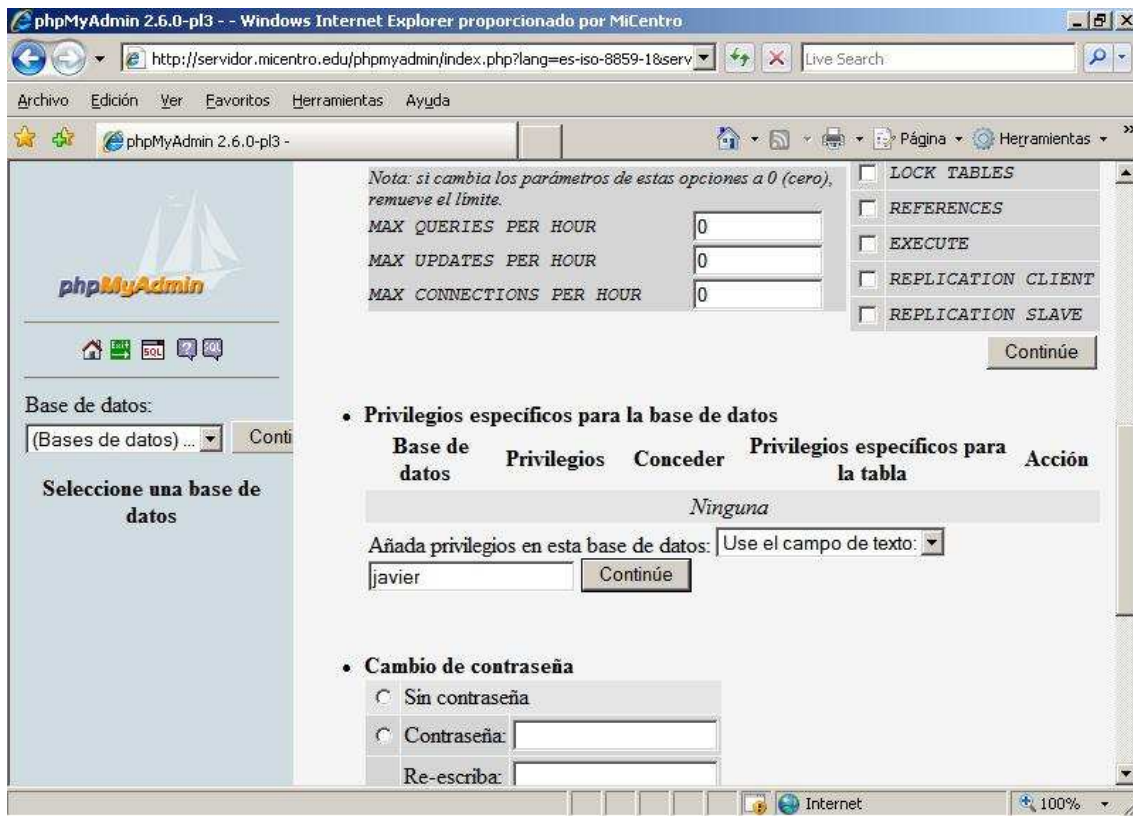 phpMyAdmin 2.6.0-pl3 - - Windows Internet Explorer proporcionado por MiCentro
http://servidor.micentro.edu/phpmyadmin/index.php?lang=es-iso-8859-1&serv
Live Search
Archivo Edición Ver Favoritos Herramientas Ayuda
phpMyAdmin 2.6.0-pl3 -
Página Herramientas »
phpMyAdmin
Exit SQL ? SQL
Base de datos:
(Bases de datos) ... Conti
Seleccione una base de
datos
Nota: si cambia los parámetros de estas opciones a 0 (cero),
remueve el límite.
MAX QUERIES PER HOUR 0
MAX UPDATES PER HOUR 0
MAX CONNECTIONS PER HOUR 0
LOCK TABLES
REFERENCES
EXECUTE
REPLICATION CLIENT
REPLICATION SLAVE
Continúe
• Privilegios específicos para la base de datos
Base de
datos
Privilegios
Conceder
Privilegios específicos para
la tabla
Acción
Ninguna
Añada privilegios en esta base de datos: Use el campo de texto:
javier Continúe
• Cambio de contraseña
Sin contraseña
Contraseña:
Re-escriba:
Internet 100%